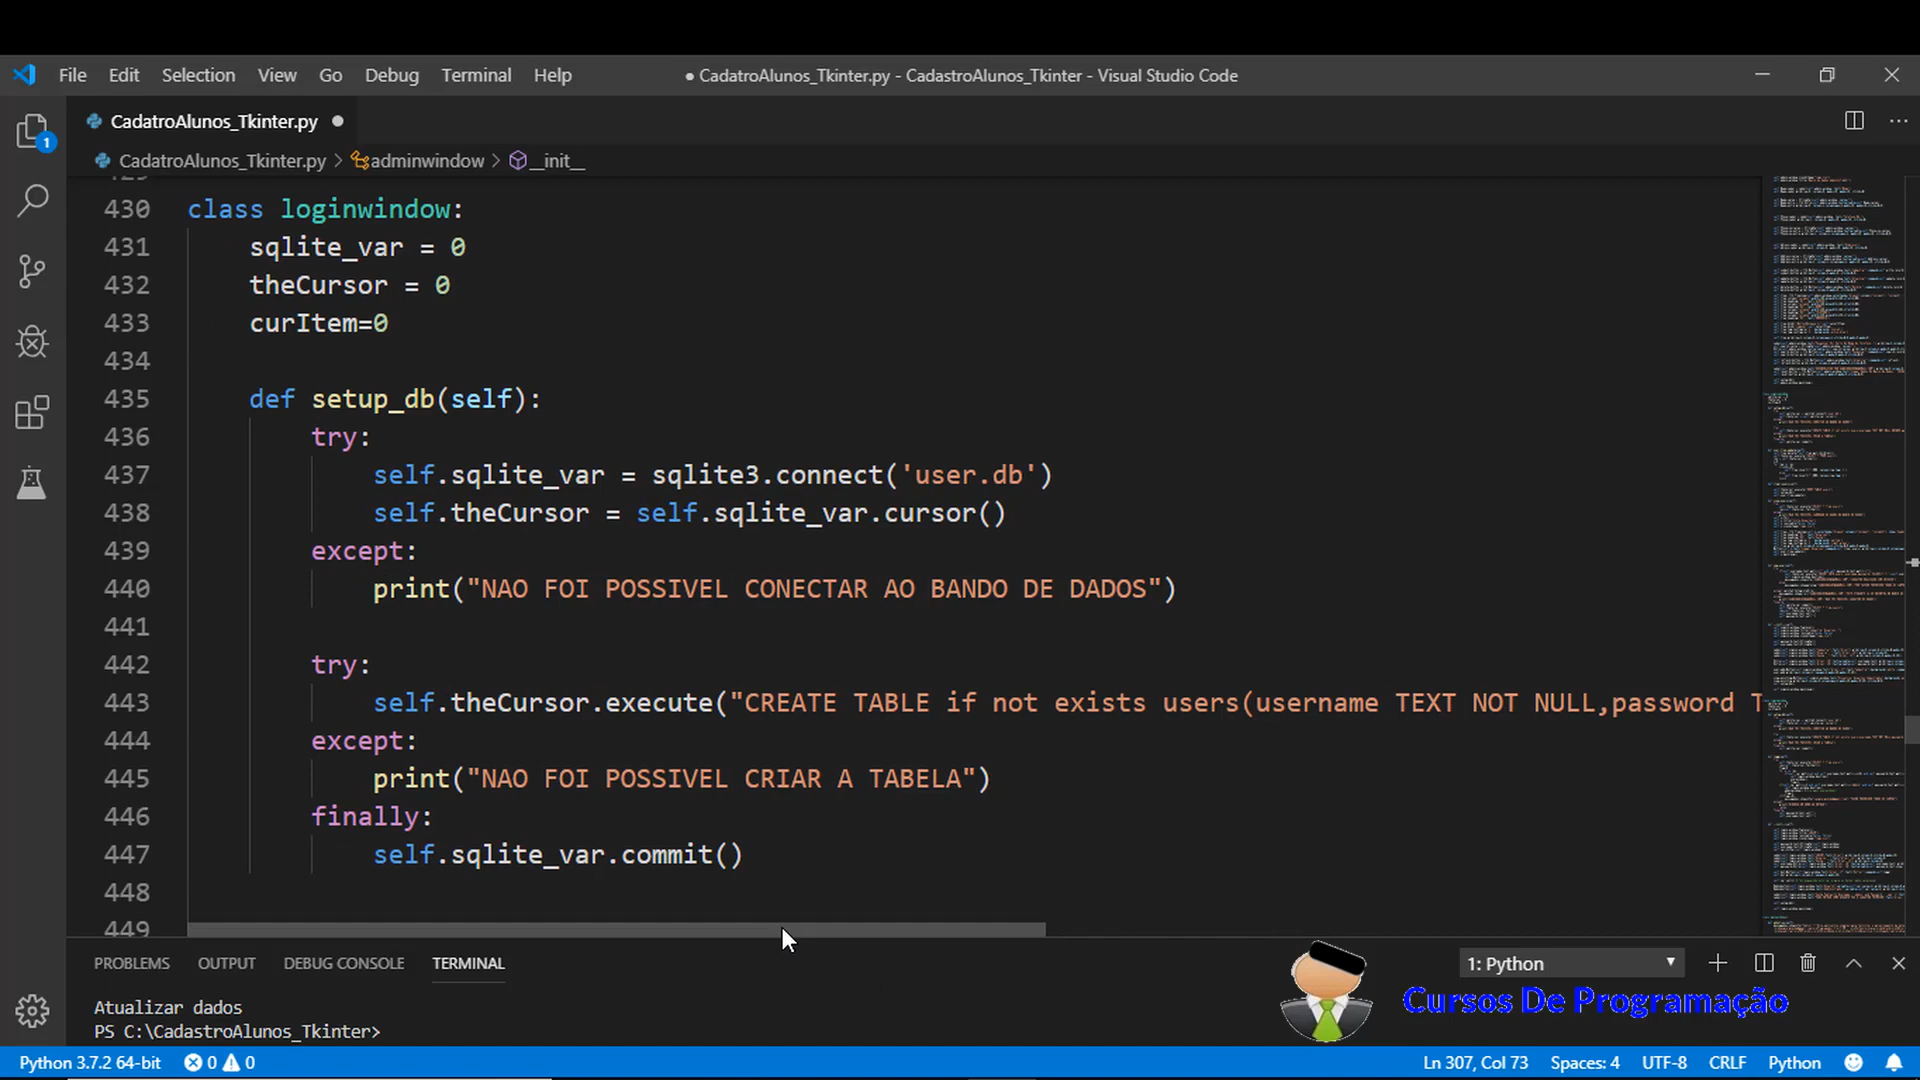 File Edit Selection View Go Debug Terminal Help ● CadatroAlunos_Tkinter.py - CadastroAlunos_Tkinter - Visual Studio Code
CadatroAlunos_Tkinter.py ●
CadatroAlunos_Tkinter.py > adminwindow > __init__
430 class loginwindow:
431 sqlite_var = 0
432 theCursor = 0
433 curItem=0
434
435 def setup_db(self):
436 try:
437 self.sqlite_var = sqlite3.connect('user.db')
438 self.theCursor = self.sqlite_var.cursor()
439 except:
440 print("NAO FOI POSSIVEL CONECTAR AO BANDO DE DADOS")
441
442 try:
443 self.theCursor.execute("CREATE TABLE if not exists users(username TEXT NOT NULL,password T
444 except:
445 print("NAO FOI POSSIVEL CRIAR A TABELA")
446 finally:
447 self.sqlite_var.commit()
448
449
PROBLEMS OUTPUT DEBUG CONSOLE TERMINAL 1: Python
Atualizar dados
PS C:\CadastroAlunos_Tkinter>
Cursos De Programação
Python 3.7.2 64-bit 0 0 Ln 307, Col 73 Spaces: 4 UTF-8 CRLF Python
1